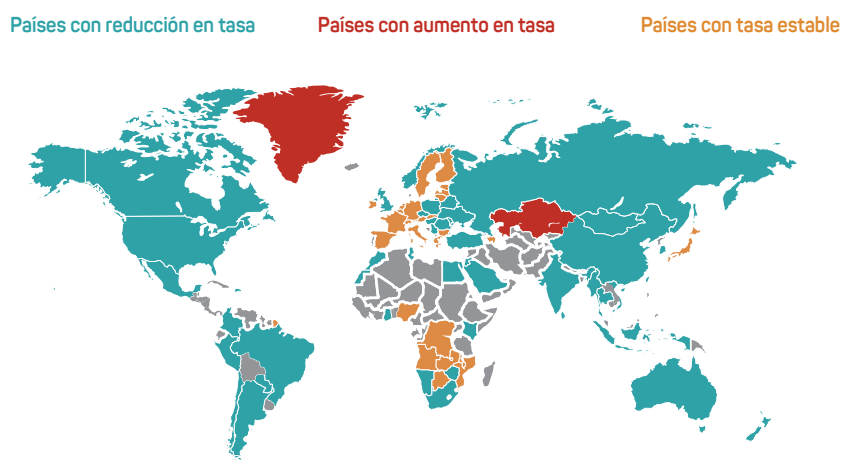 Países con reducción en tasa
Países con aumento en tasa
Países con tasa estable